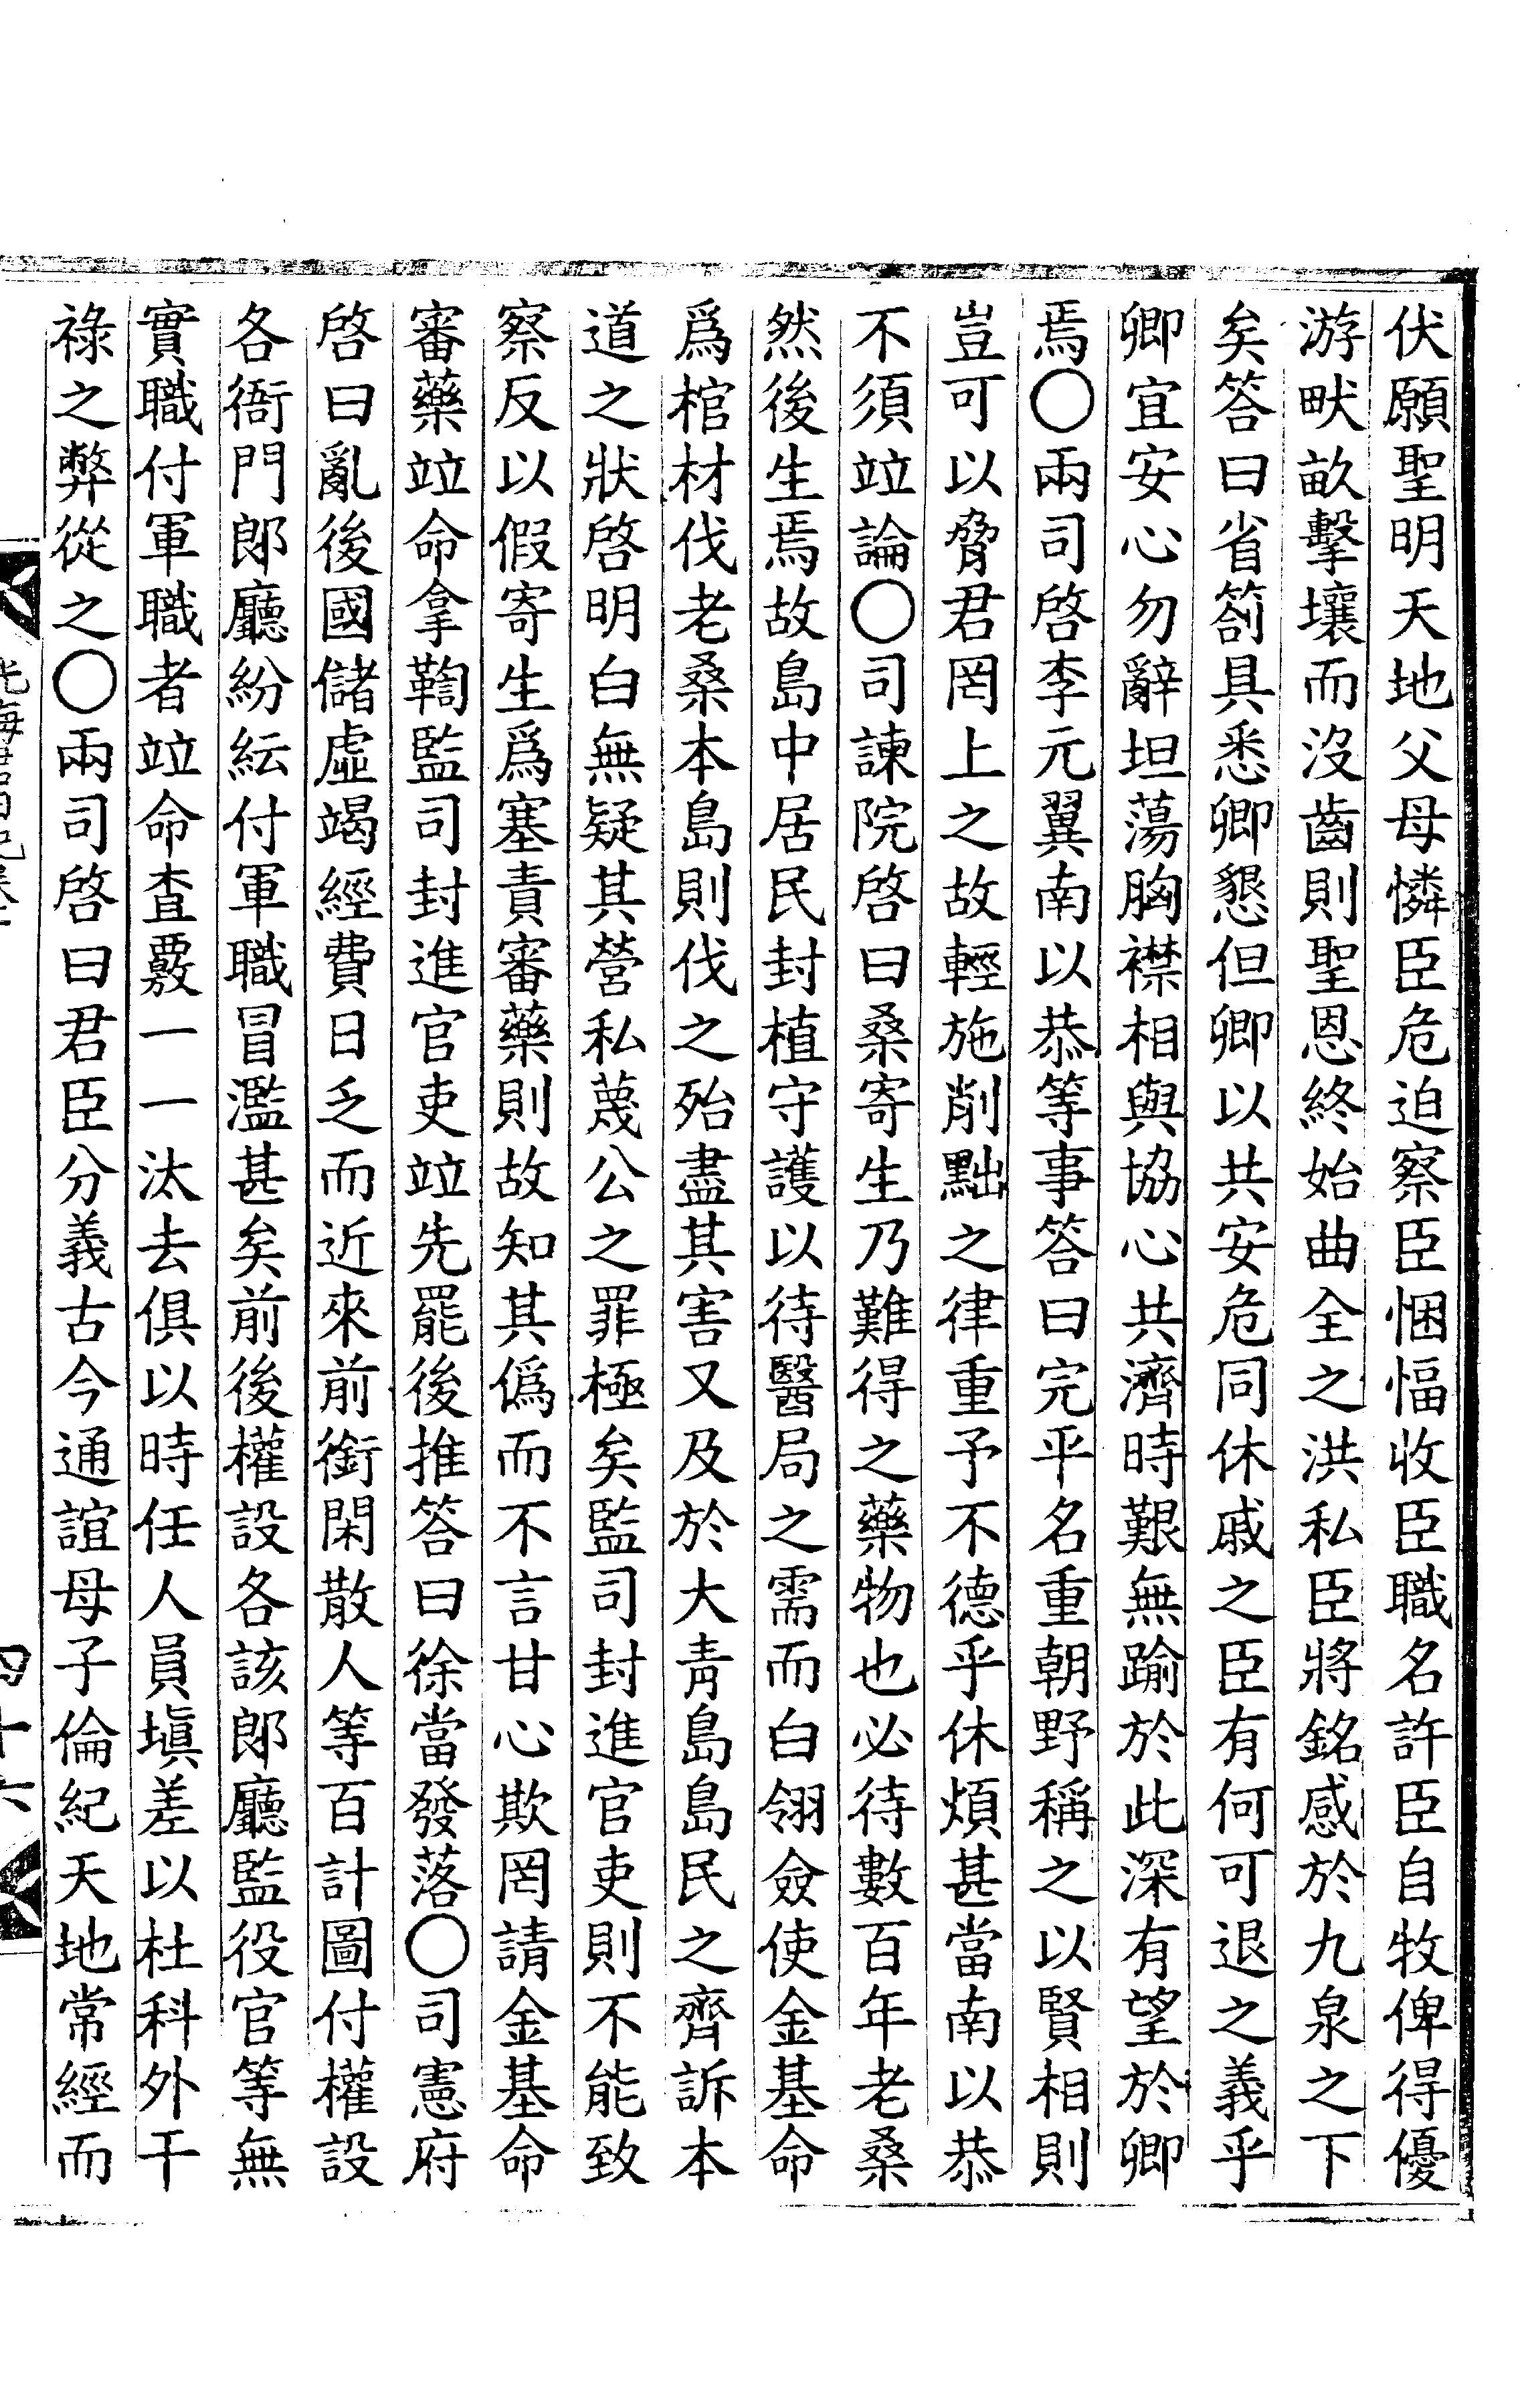 伏願聖明天地父母憐臣危迫察臣悃愊收臣職名許臣自牧俾得優
游畎畝擊壤而沒齒則聖恩終始曲全之洪私臣將銘感於九泉之下
矣答曰省箚具悉卿懇但卿以共安危同休戚之臣有何可退之義乎
卿宜安心勿辭坦蕩胸襟相與協心共濟時艱無踰於此深有望於卿
焉○兩司啓李元翼南以恭等事答曰完平名重朝野稱之以賢相則
豈可以脅君罔上之故輕施削黜之律重予不德乎休煩甚當南以恭
不須竝論○司諫院啓曰桑寄生乃難得之藥物也必待數百年老桑
然後生焉故島中居民封植守護以待醫局之需而白翎僉使金基命
爲棺材伐老桑本島則伐之殆盡其害又及於大靑島島民之齊訴本
道之狀啓明白無疑其營私蔑公之罪極矣監司封進官吏則不能致
察反以假寄生爲塞責審藥則故知其僞而不言甘心欺罔請金基命
審藥竝命拿鞫監司封進官吏竝先罷後推答曰徐當發落○司憲府
啓曰亂後國儲虛竭經費日乏而近來前銜閑散人等百計圖付權設
各衙門郞廳紛紜付軍職冒濫甚矣前後權設各該郞廳監役官等無
實職付軍職者竝命査覈一一汰去俱以時任人員塡差以杜科外干
祿之弊從之○兩司啓曰君臣分義古今通誼母子倫紀天地常經而
四十六